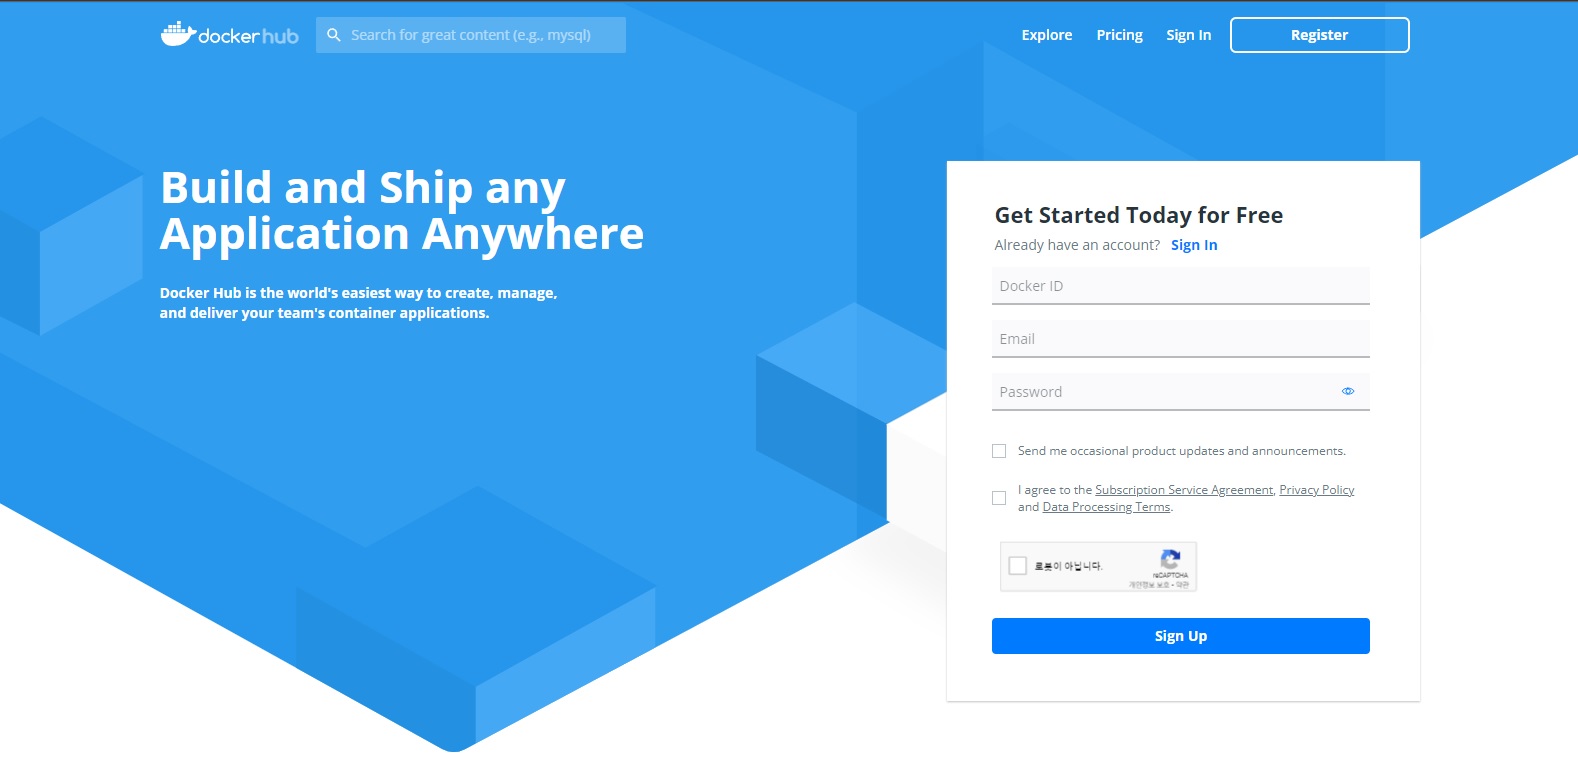 dockerhub
Search for great content (e.g., mysql)
Explore
Pricing
Sign In
Register
Build and Ship any
Application Anywhere
Docker Hub is the world's easiest way to create, manage,
and deliver your team's container applications.
Get Started Today for Free
Already have an account? Sign In
Docker ID
Email
Password
Send me occasional product updates and announcements.
I agree to the Subscription Service Agreement, Privacy Policy
and Data Processing Terms.
로봇이 아닙니다.
reCAPTCHA
개인정보 보호 • 약관
Sign Up